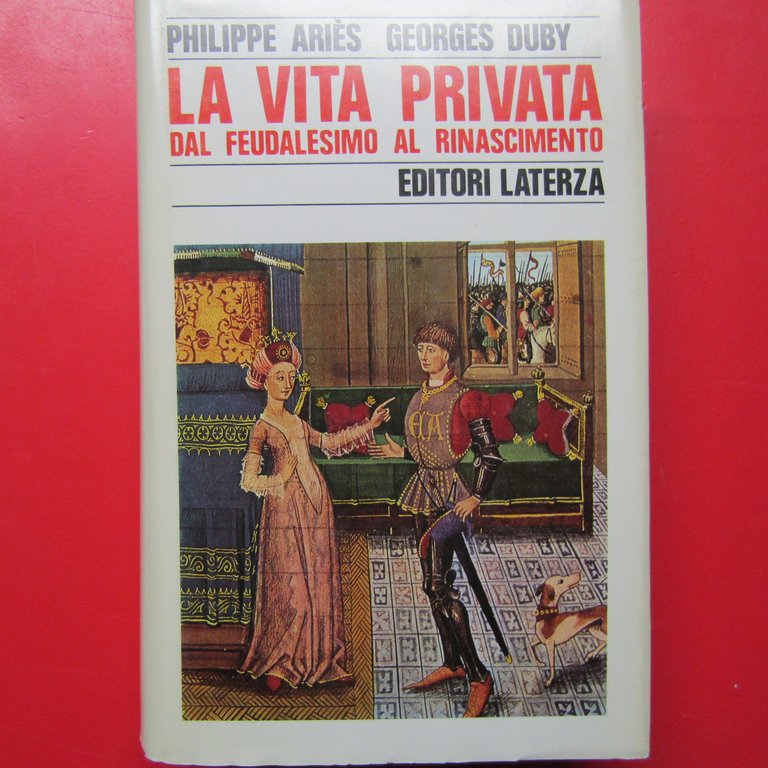 PHILIPPE ARIÈS GEORGES DUBY
LA VITA PRIVATA
DAL FEUDALESIMO AL RINASCIMENTO
EDITORI LATERZA